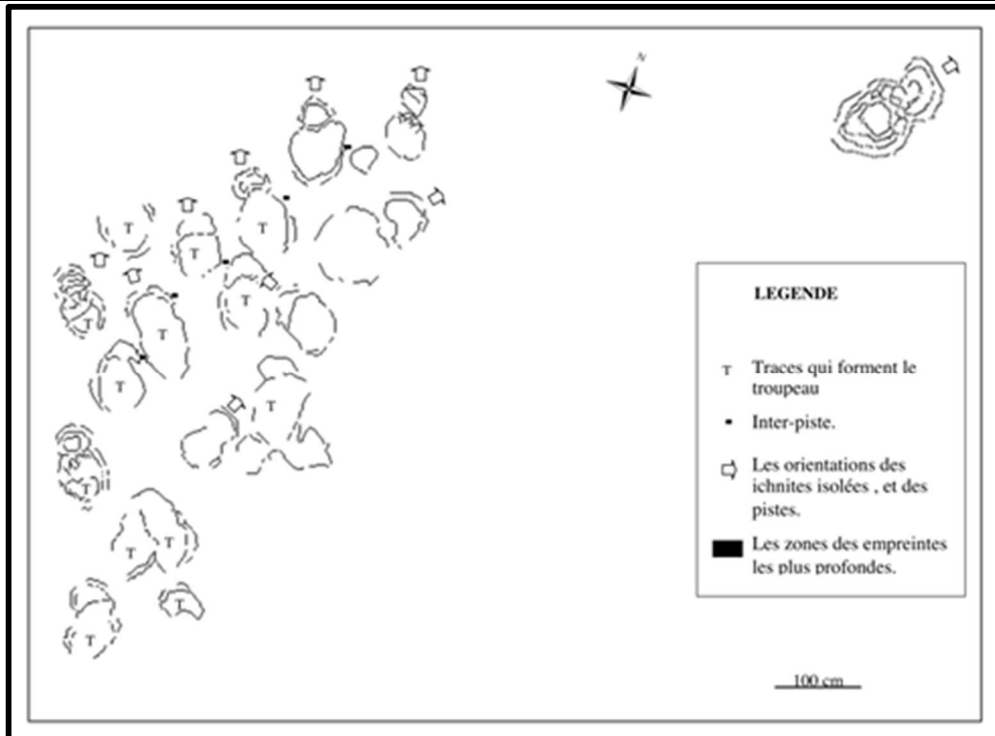 N
T
T
T
T
T
T
T
T
T
T
T
T
T
LEGENDE
T Traces qui forment le
troupeau
Inter-piste.
Les orientations des
ichnites isolées , et des
pistes.
Les zones des empreintes
les plus profondes.
100 cm